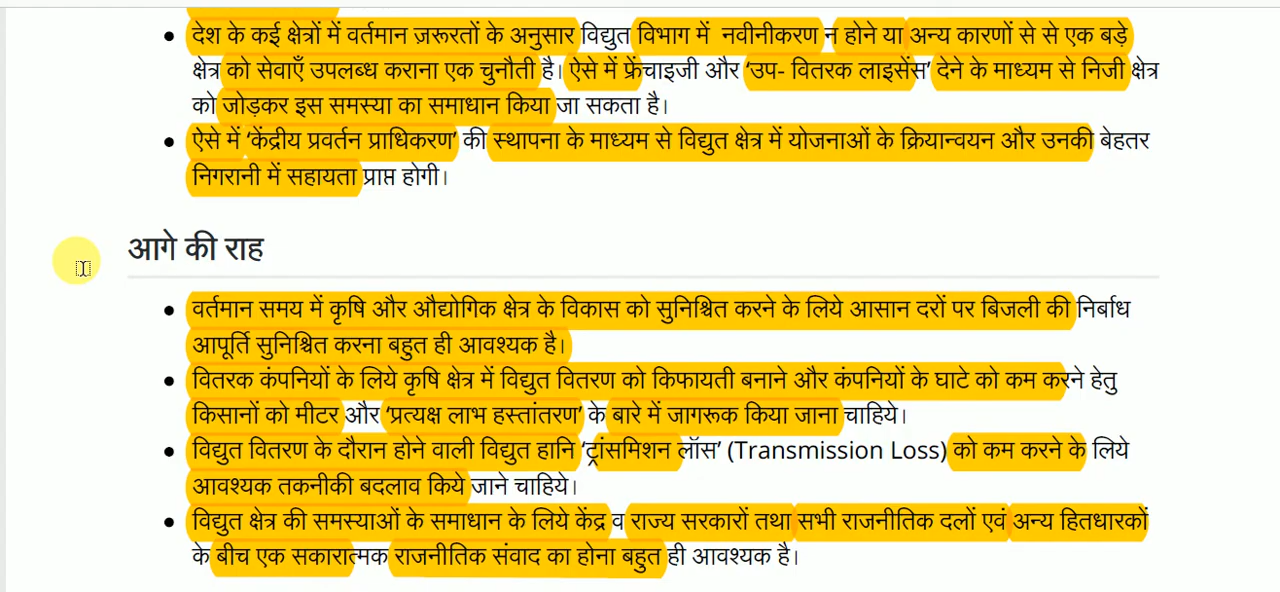 देश के कई क्षेत्रों में वर्तमान ज़रूरतों के अनुसार विद्युत विभाग में नवीनीकरण न होने या अन्य कारणों से से एक बड़े
क्षेत्र को सेवाएँ उपलब्ध कराना एक चुनौती है। ऐसे में फ्रेंचाइजी और ‘उप- वितरक लाइसेंस’ देने के माध्यम से निजी क्षेत्र
को जोड़कर इस समस्या का समाधान किया जा सकता है।
ऐसे में ‘केंद्रीय प्रवर्तन प्राधिकरण’ की स्थापना के माध्यम से विद्युत क्षेत्र में योजनाओं के क्रियान्वयन और उनकी बेहतर
निगरानी में सहायता प्राप्त होगी।
आगे की राह
वर्तमान समय में कृषि और औद्योगिक क्षेत्र के विकास को सुनिश्चित करने के लिये आसान दरों पर बिजली की निर्बाध
आपूर्ति सुनिश्चित करना बहुत ही आवश्यक है।
वितरक कंपनियों के लिये कृषि क्षेत्र में विद्युत वितरण को किफायती बनाने और कंपनियों के घाटे को कम करने हेतु
किसानों को मीटर और ‘प्रत्यक्ष लाभ हस्तांतरण’ के बारे में जागरूक किया जाना चाहिये।
विद्युत वितरण के दौरान होने वाली विद्युत हानि ‘ट्रांसमिशन लॉस’ (Transmission Loss) को कम करने के लिये
आवश्यक तकनीकी बदलाव किये जाने चाहिये।
विद्युत क्षेत्र की समस्याओं के समाधान के लिये केंद्र व राज्य सरकारों तथा सभी राजनीतिक दलों एवं अन्य हितधारकों
के बीच एक सकारात्मक राजनीतिक संवाद का होना बहुत ही आवश्यक है।